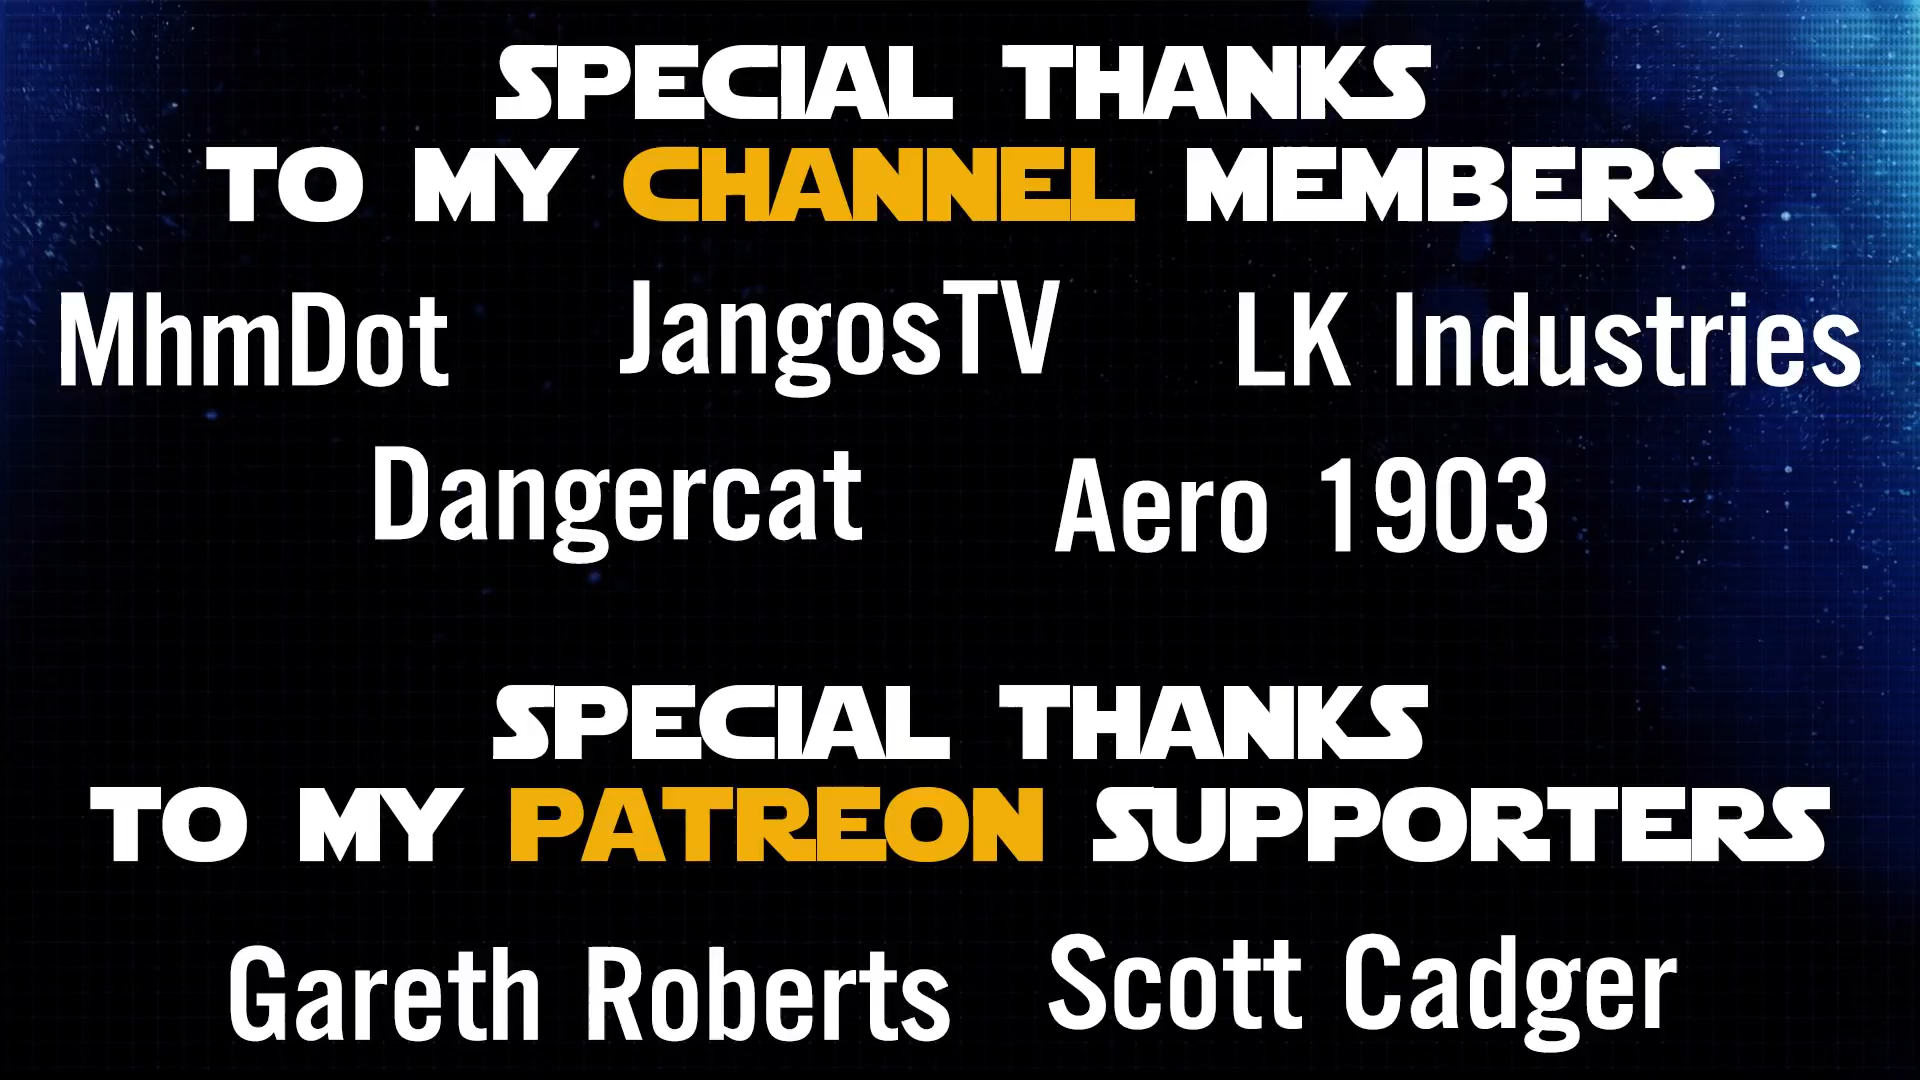 SPECIAL THANKS
TO MY CHANNEL MEMBERS
MhmDot JangosTV LK Industries
Dangercat Aero 1903
SPECIAL THANKS
TO MY PATREON SUPPORTERS
Gareth Roberts Scott Cadger